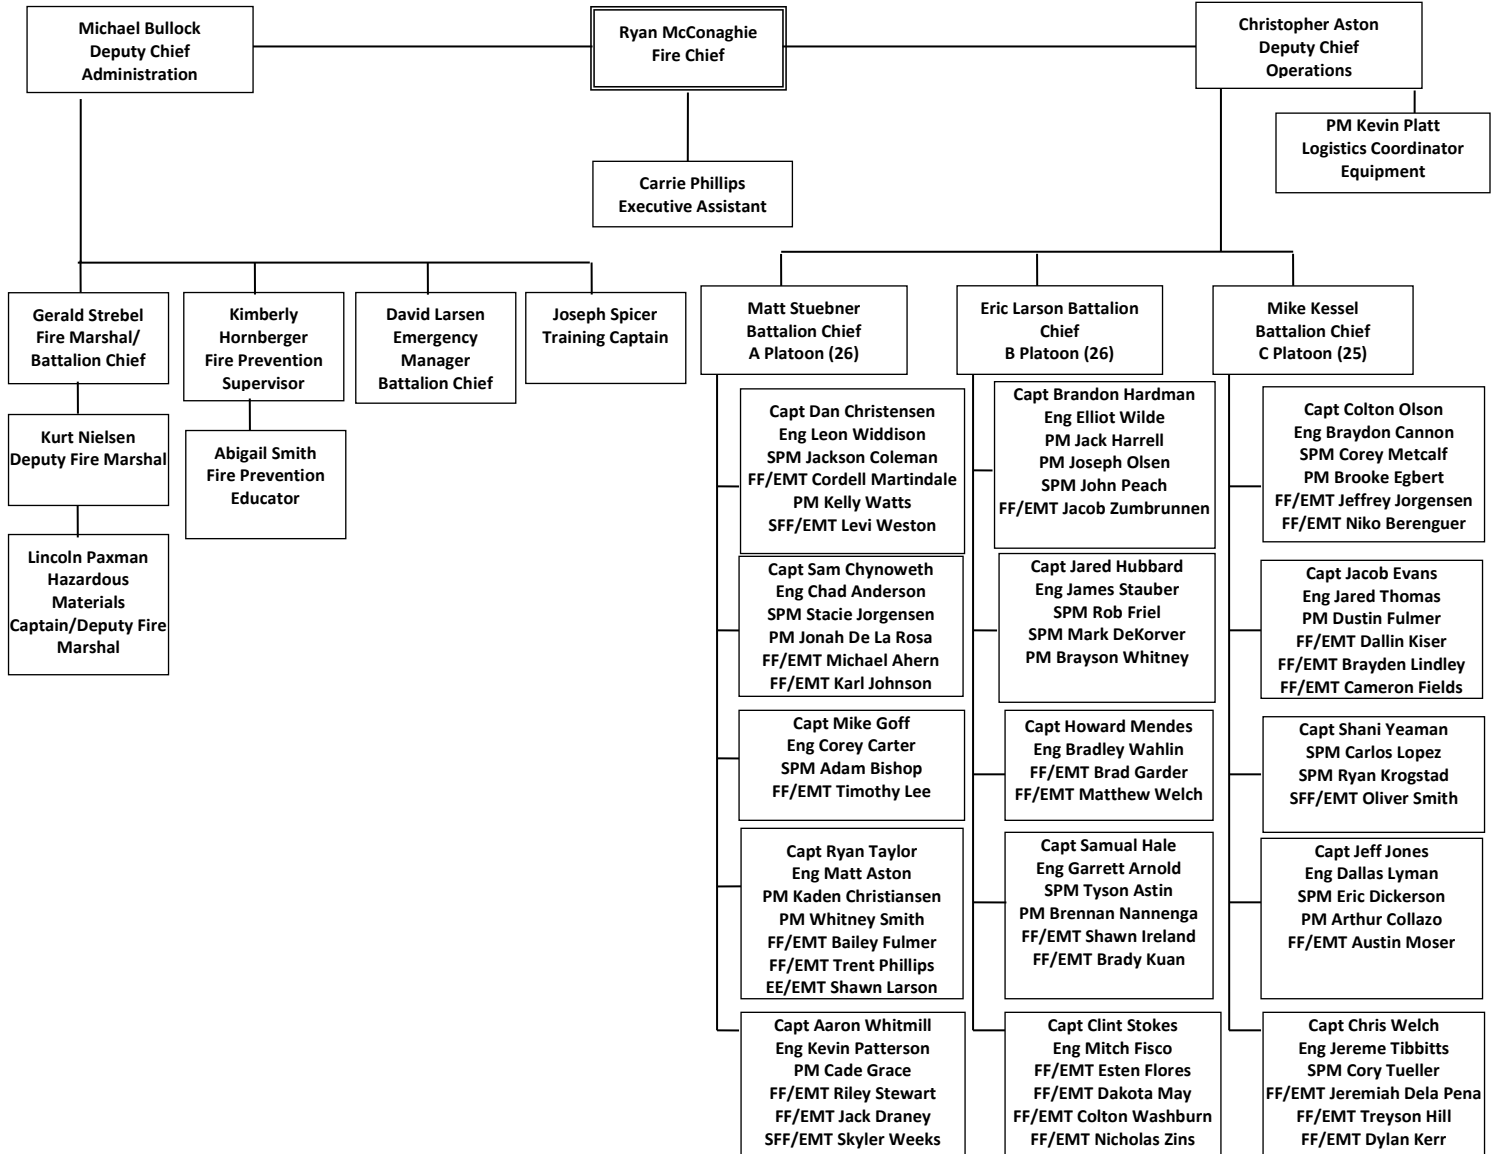 Michael Bullock
Deputy Chief
Administration
Ryan McConaghie
Fire Chief
Christopher Aston
Deputy Chief
Operations
PM Kevin Platt
Logistics Coordinator
Equipment
Carrie Phillips
Executive Assistant
Gerald Strebel
Fire Marshal/
Battalion Chief
Kimberly
Hornberger
Fire Prevention
Supervisor
David Larsen
Emergency
Manager
Battalion Chief
Joseph Spicer
Training Captain
Kurt Nielsen
Deputy Fire Marshal
Abigail Smith
Fire Prevention
Educator
Lincoln Paxman
Hazardous
Materials
Captain/Deputy Fire
Marshal
Matt Stuebner
Battalion Chief
A Platoon (26)
Capt Dan Christensen
Eng Leon Widdison
SPM Jackson Coleman
FF/EMT Cordell Martindale
PM Kelly Watts
SFF/EMT Levi Weston
Capt Sam Chynoweth
Eng Chad Anderson
SPM Stacie Jorgensen
PM Jonah De La Rosa
FF/EMT Michael Ahern
FF/EMT Karl Johnson
Capt Mike Goff
Eng Corey Carter
SPM Adam Bishop
FF/EMT Timothy Lee
Capt Ryan Taylor
Eng Matt Aston
PM Kaden Christiansen
PM Whitney Smith
FF/EMT Bailey Fulmer
FF/EMT Trent Phillips
EE/EMT Shawn Larson
Capt Aaron Whitmill
Eng Kevin Patterson
PM Cade Grace
FF/EMT Riley Stewart
FF/EMT Jack Draney
SFF/EMT Skyler Weeks
Eric Larson Battalion
Chief
B Platoon (26)
Capt Brandon Hardman
Eng Elliot Wilde
PM Jack Harrell
PM Joseph Olsen
SPM John Peach
FF/EMT Jacob Zumbrunnen
Capt Jared Hubbard
Eng James Stauber
SPM Rob Friel
SPM Mark DeKorver
PM Brayson Whitney
Capt Howard Mendes
Eng Bradley Wahlin
FF/EMT Brad Garder
FF/EMT Matthew Welch
Capt Samual Hale
Eng Garrett Arnold
SPM Tyson Astin
PM Brennan Nannenga
FF/EMT Shawn Ireland
FF/EMT Brady Kuan
Capt Clint Stokes
Eng Mitch Fisco
FF/EMT Esten Flores
FF/EMT Dakota May
FF/EMT Colton Washburn
FF/EMT Nicholas Zins
Mike Kessel
Battalion Chief
C Platoon (25)
Capt Colton Olson
Eng Braydon Cannon
SPM Corey Metcalf
PM Brooke Egbert
FF/EMT Jeffrey Jorgensen
FF/EMT Niko Berenguer
Capt Jacob Evans
Eng Jared Thomas
PM Dustin Fulmer
FF/EMT Dallin Kiser
FF/EMT Brayden Lindley
FF/EMT Cameron Fields
Capt Shani Yeaman
SPM Carlos Lopez
SPM Ryan Krogstad
SFF/EMT Oliver Smith
Capt Jeff Jones
Eng Dallas Lyman
SPM Eric Dickerson
PM Arthur Collazo
FF/EMT Austin Moser
Capt Chris Welch
Eng Jereme Tibbitts
SPM Cory Tueller
FF/EMT Jeremiah Dela Pena
FF/EMT Treyson Hill
FF/EMT Dylan Kerr